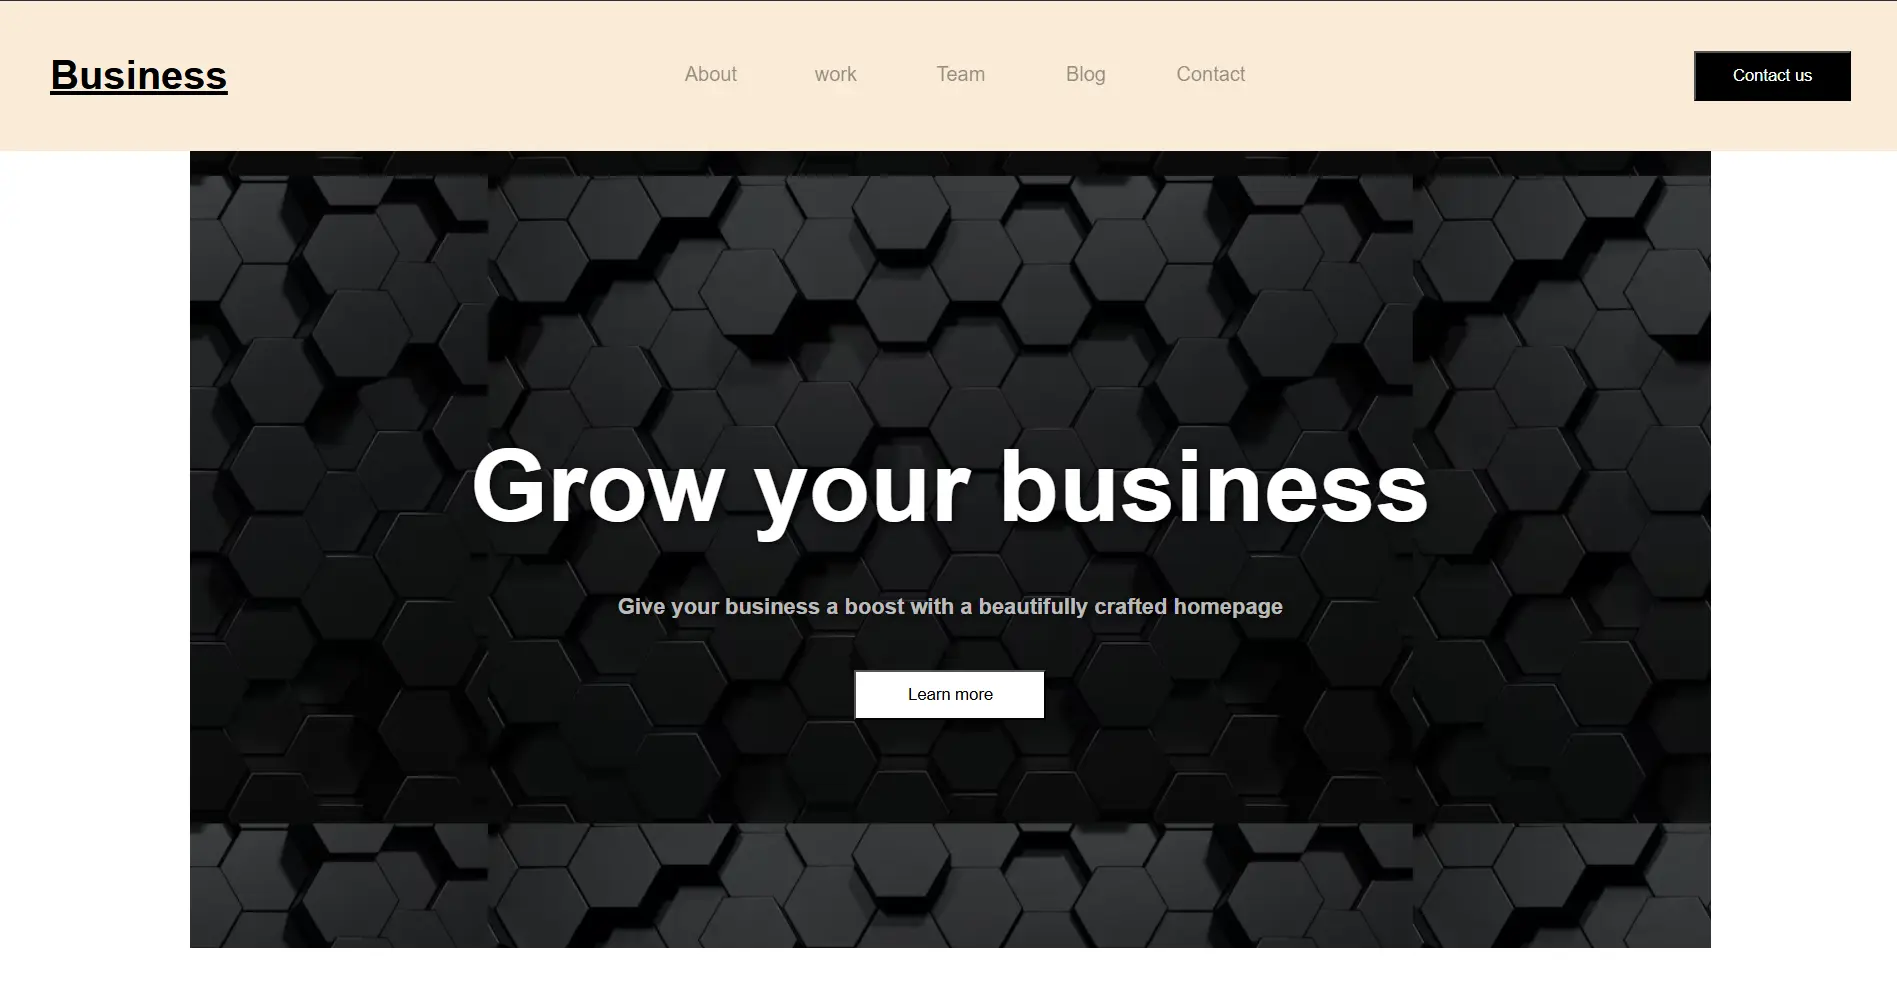 Business
About
work
Team
Blog
Contact
Contact us
Grow your business
Give your business a boost with a beautifully crafted homepage
Learn more